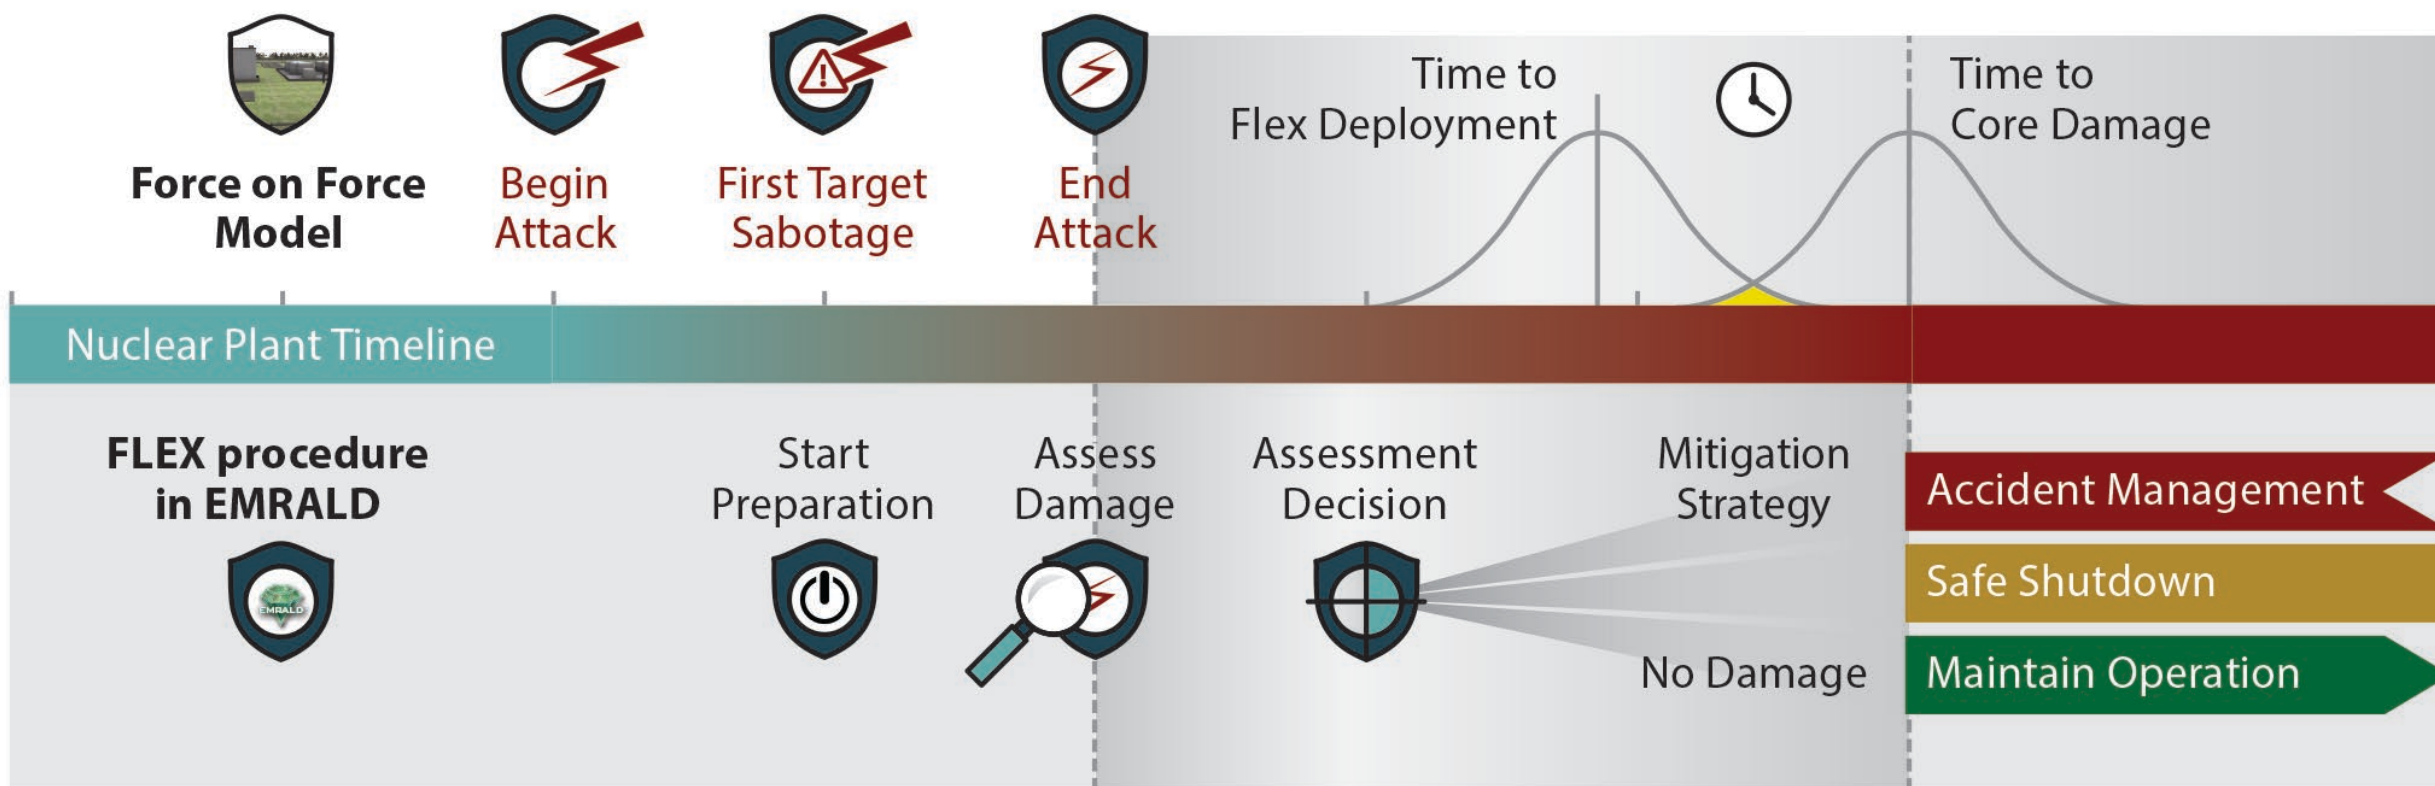 Force on Force
Model
Begin
Attack
First Target
Sabotage
End
Attack
Time to
Flex Deployment
Time to
Core Damage
Nuclear Plant Timeline
FLEX procedure
in EMRALD
EMRALD
Start
Preparation
Assess
Damage
Assessment
Decision
Mitigation
Strategy
No Damage
Accident Management
Safe Shutdown
Maintain Operation